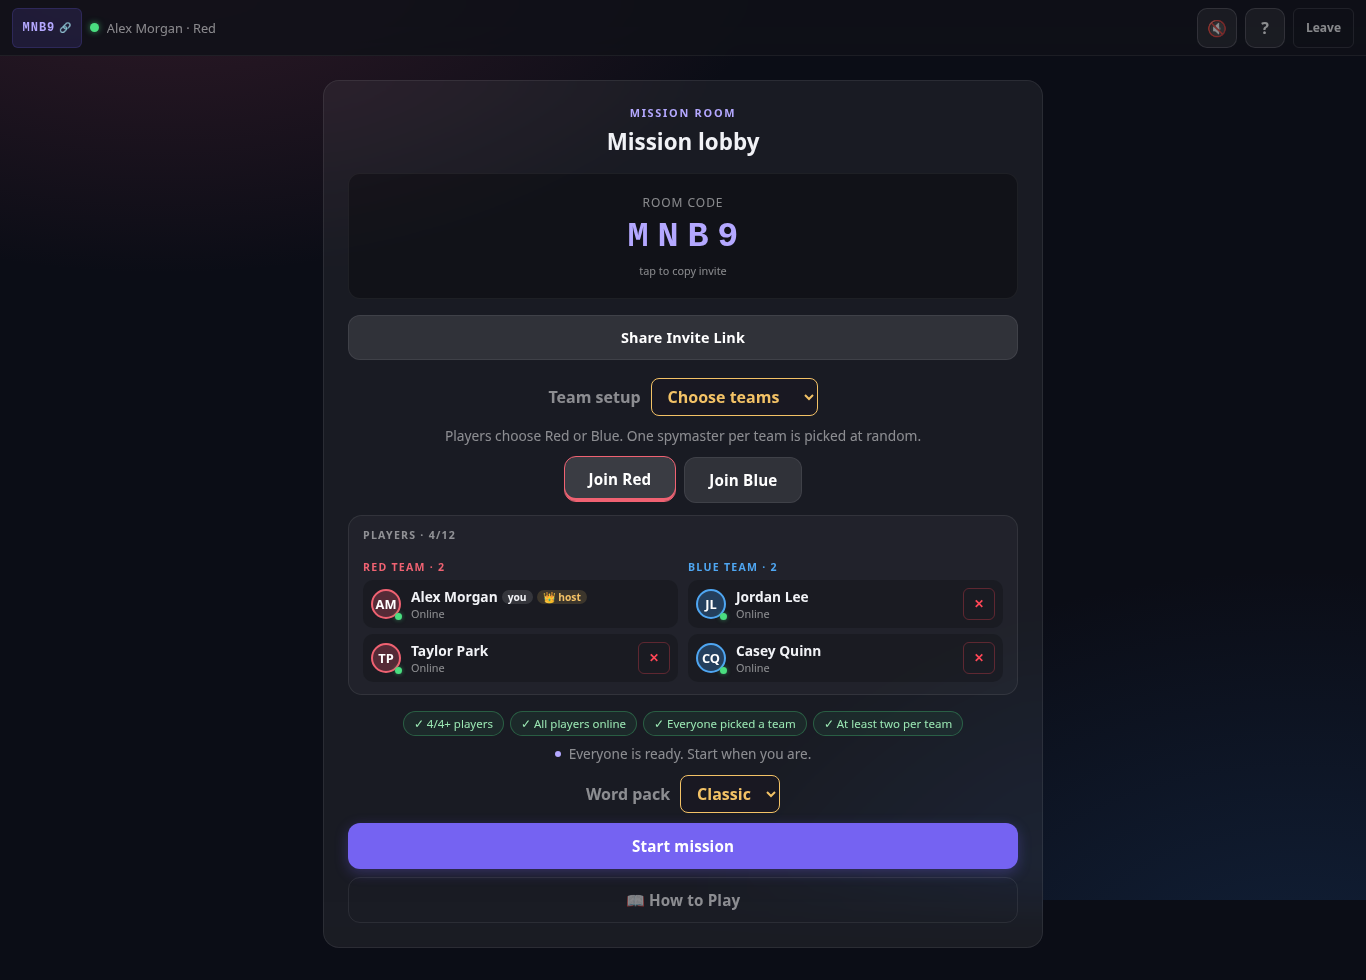 MNB9 🔗 Alex Morgan · Red ? Leave
MISSION ROOM
Mission lobby
ROOM CODE
MNB9
tap to copy invite
Share Invite Link
Team setup Choose teams
Players choose Red or Blue. One spymaster per team is picked at random.
Join Red Join Blue
PLAYERS · 4/12
RED TEAM · 2
AM Alex Morgan you 👑 host
Online
TP Taylor Park ✕
Online
BLUE TEAM · 2
JL Jordan Lee ✕
Online
CQ Casey Quinn ✕
Online
✓ 4/4+ players ✓ All players online ✓ Everyone picked a team ✓ At least two per team
Everyone is ready. Start when you are.
Word pack Classic
Start mission
📖 How to Play